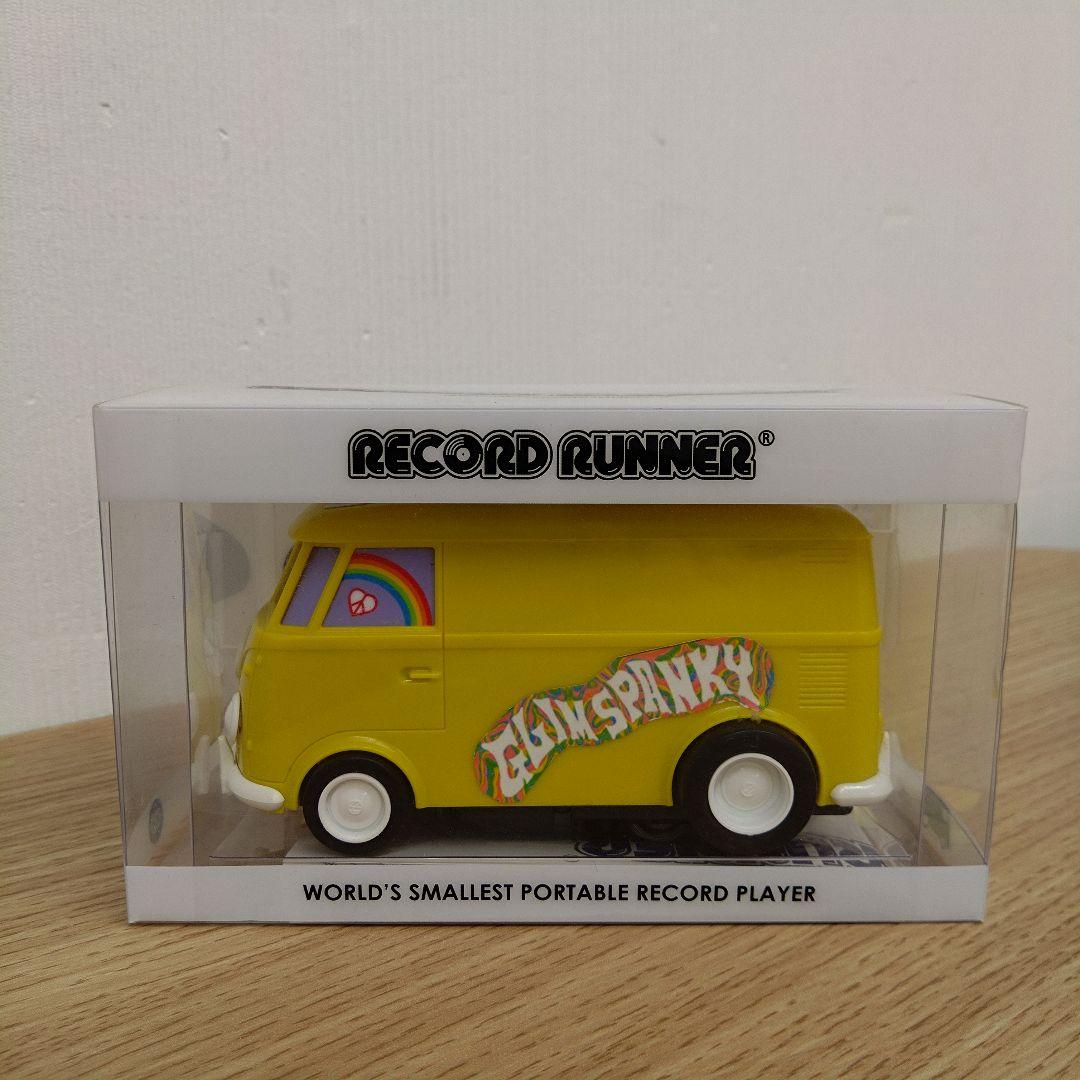 RECORD RUNNER®
GLIM SPANKY
WORLD'S SMALLEST PORTABLE RECORD PLAYER